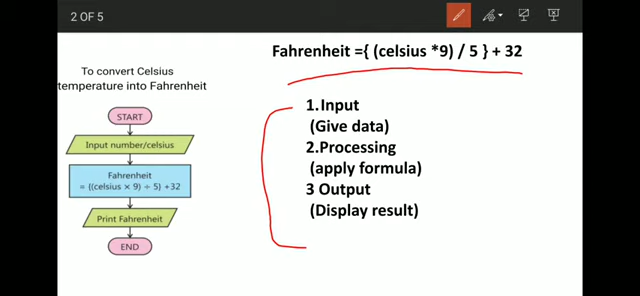 2 OF 5
Fahrenheit ={ (celsius *9) / 5 } + 32
To convert Celsius
temperature into Fahrenheit
START
Input number/celsius
Fahrenheit
= ((celsius × 9) ÷ 5) +32
Print Fahrenheit
END
1.Input
(Give data)
2.Processing
(apply formula)
3 Output
(Display result)